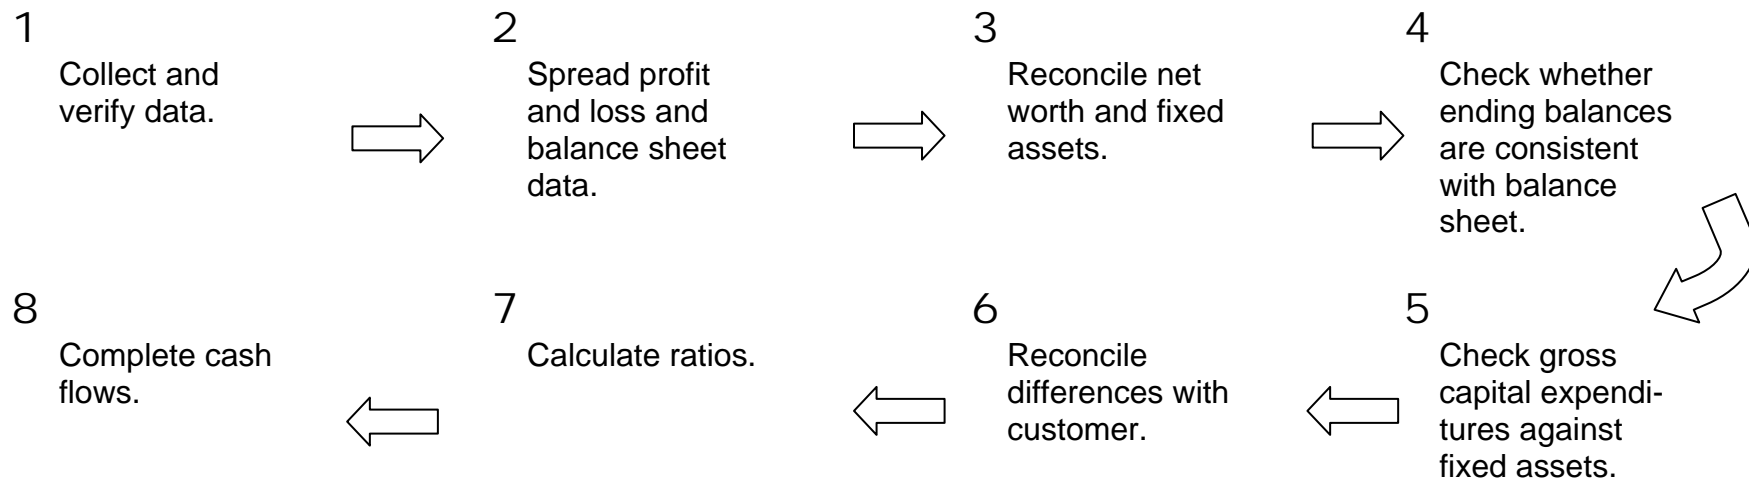 1
Collect and
verify data.
2
Spread profit
and loss and
balance sheet
data.
3
Reconcile net
worth and fixed
assets.
4
Check whether
ending balances
are consistent
with balance
sheet.
5
Check gross
capital expendi-
tures against
fixed assets.
6
Reconcile
differences with
customer.
7
Calculate ratios.
8
Complete cash
flows.